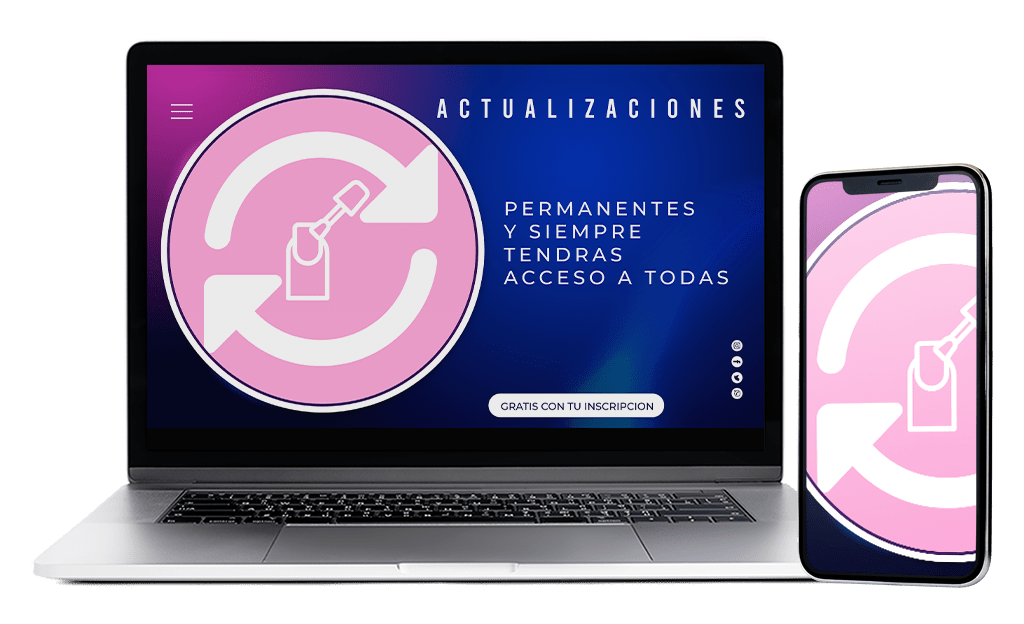 ACTUALIZACIONES
PERMANENTES
Y SIEMPRE
TENDRAS
ACCESO A TODAS
GRATIS CON TU INSCRIPCION